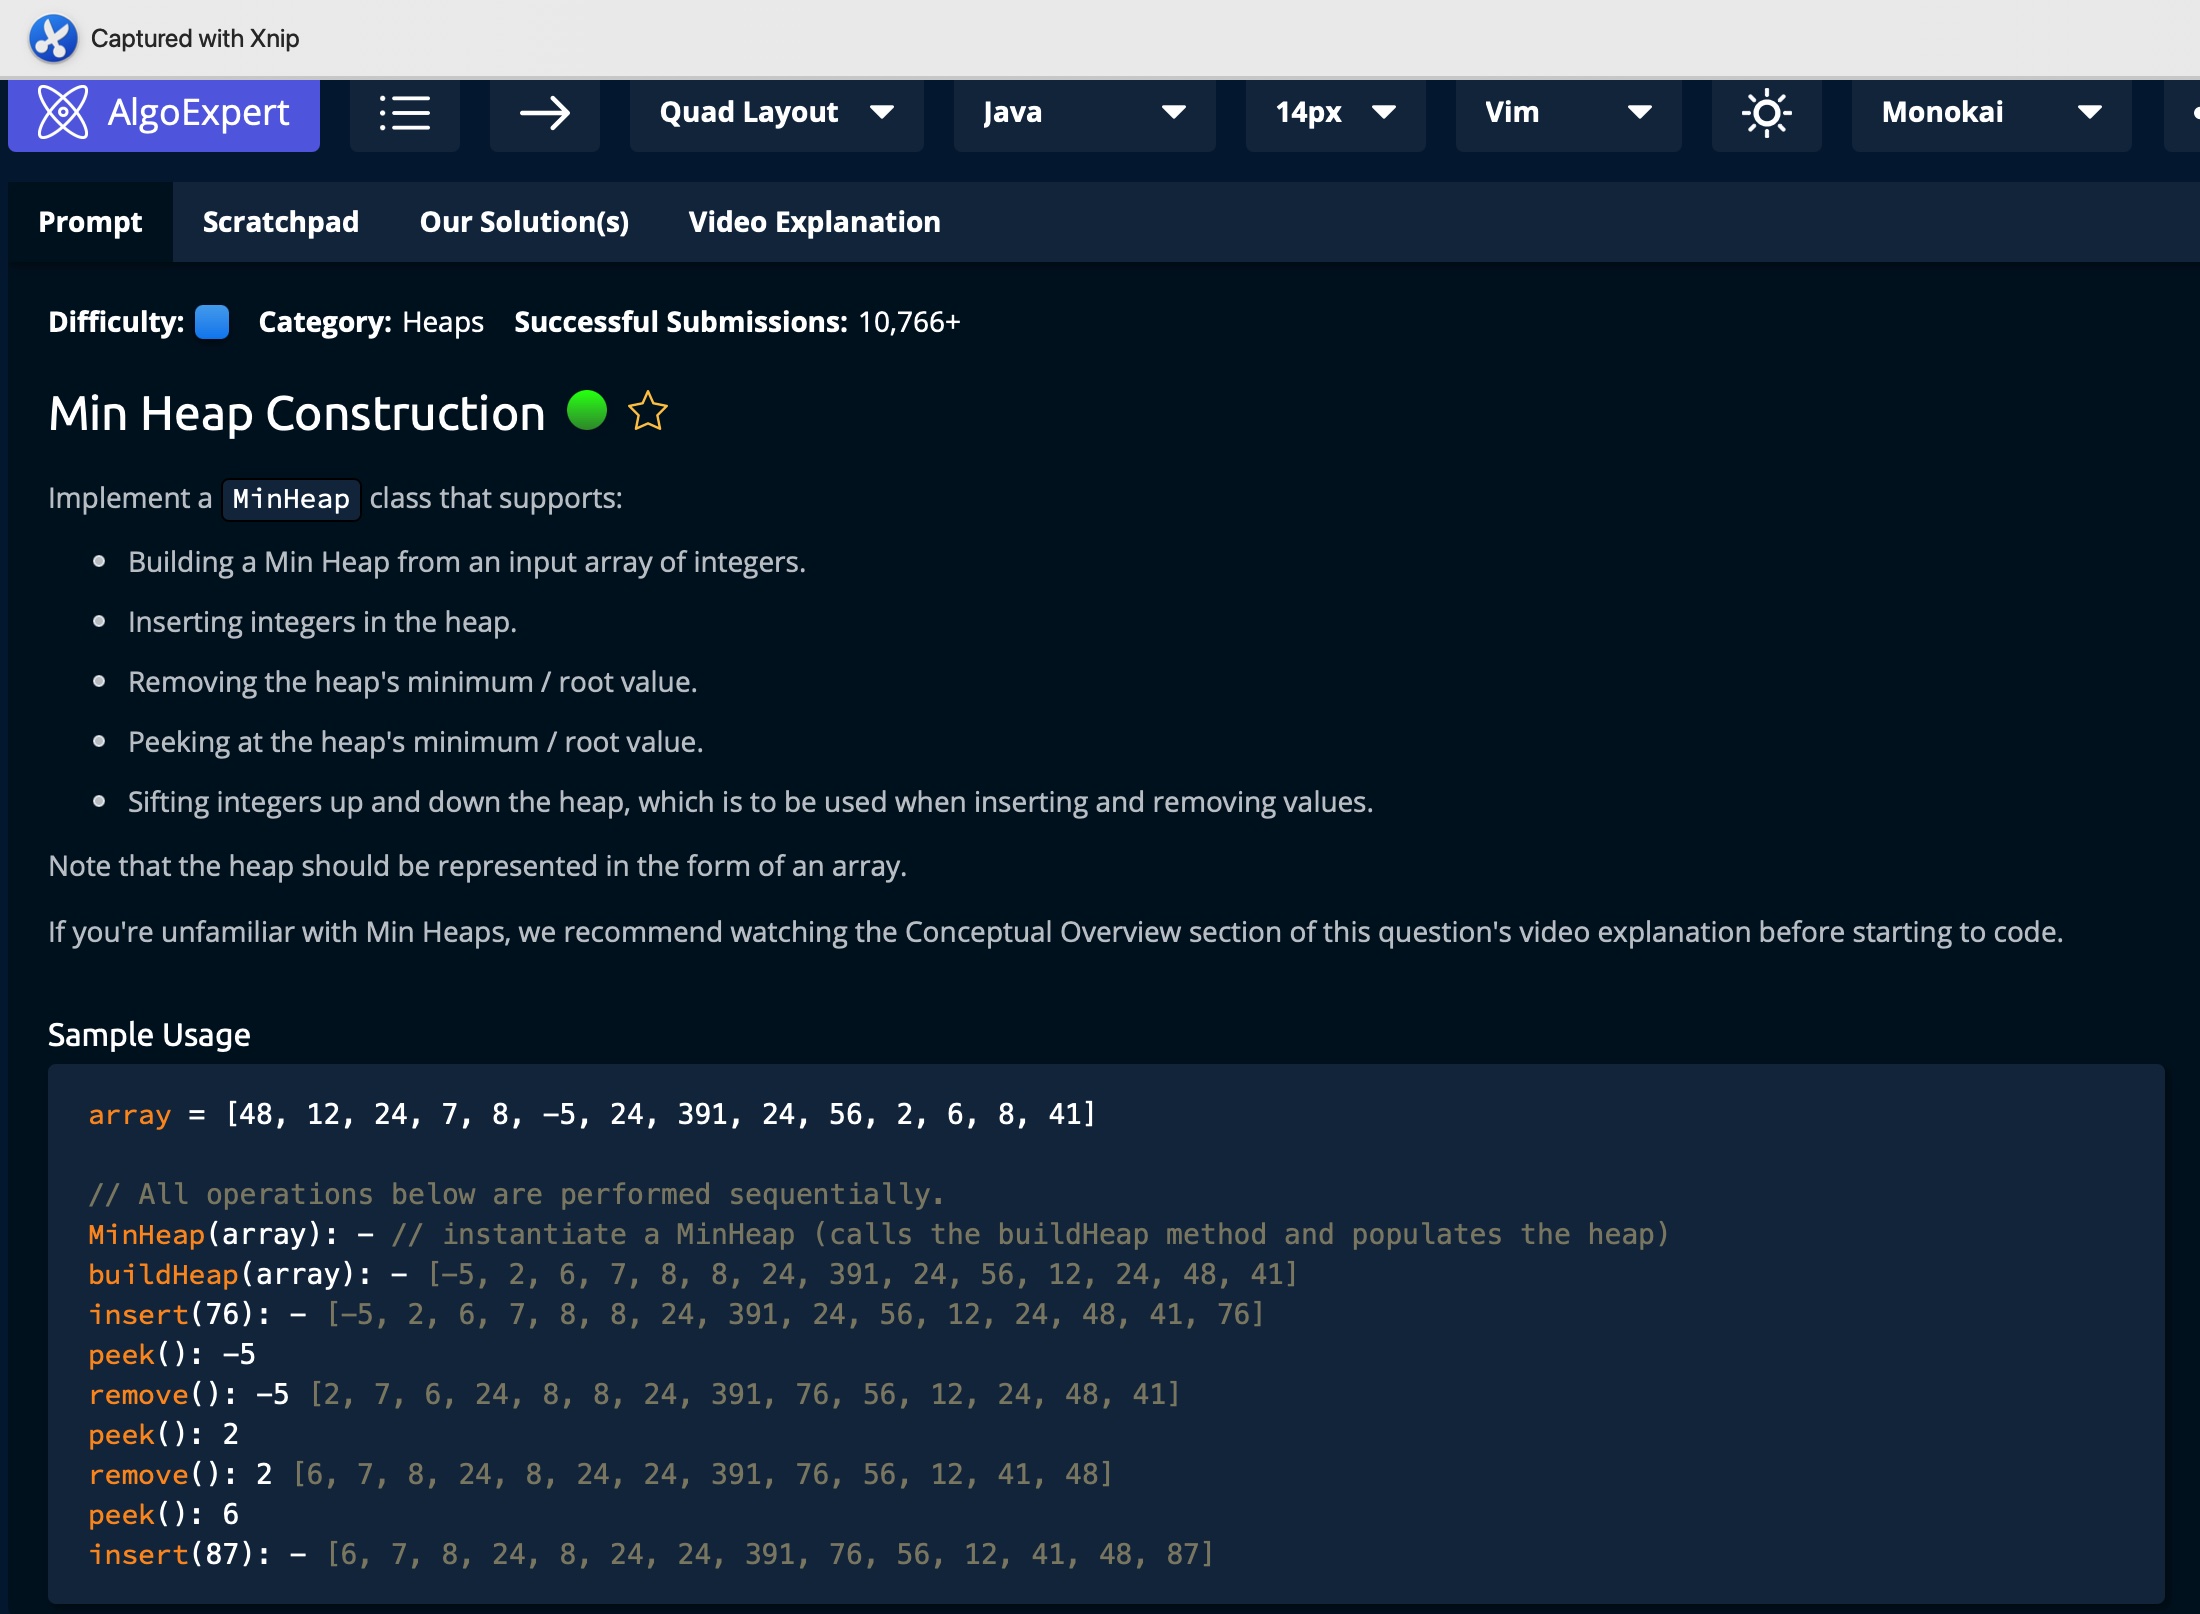 Captured with Xnip
AlgoExpert Quad Layout Java 14px Vim Monokai
Prompt Scratchpad Our Solution(s) Video Explanation
Difficulty: Category: Heaps Successful Submissions: 10,766+
Min Heap Construction
Implement a MinHeap class that supports:
Building a Min Heap from an input array of integers.
Inserting integers in the heap.
Removing the heap's minimum / root value.
Peeking at the heap's minimum / root value.
Sifting integers up and down the heap, which is to be used when inserting and removing values.
Note that the heap should be represented in the form of an array.
If you're unfamiliar with Min Heaps, we recommend watching the Conceptual Overview section of this question's video explanation before starting to code.
Sample Usage
array = [48, 12, 24, 7, 8, -5, 24, 391, 24, 56, 2, 6, 8, 41]
// All operations below are performed sequentially.
MinHeap(array): - // instantiate a MinHeap (calls the buildHeap method and populates the heap)
buildHeap(array): - [-5, 2, 6, 7, 8, 8, 24, 391, 24, 56, 12, 24, 48, 41]
insert(76): - [-5, 2, 6, 7, 8, 8, 24, 391, 24, 56, 12, 24, 48, 41, 76]
peek(): -5
remove(): -5 [2, 7, 6, 24, 8, 8, 24, 391, 76, 56, 12, 24, 48, 41]
peek(): 2
remove(): 2 [6, 7, 8, 24, 8, 24, 24, 391, 76, 56, 12, 41, 48]
peek(): 6
insert(87): - [6, 7, 8, 24, 8, 24, 24, 391, 76, 56, 12, 41, 48, 87]